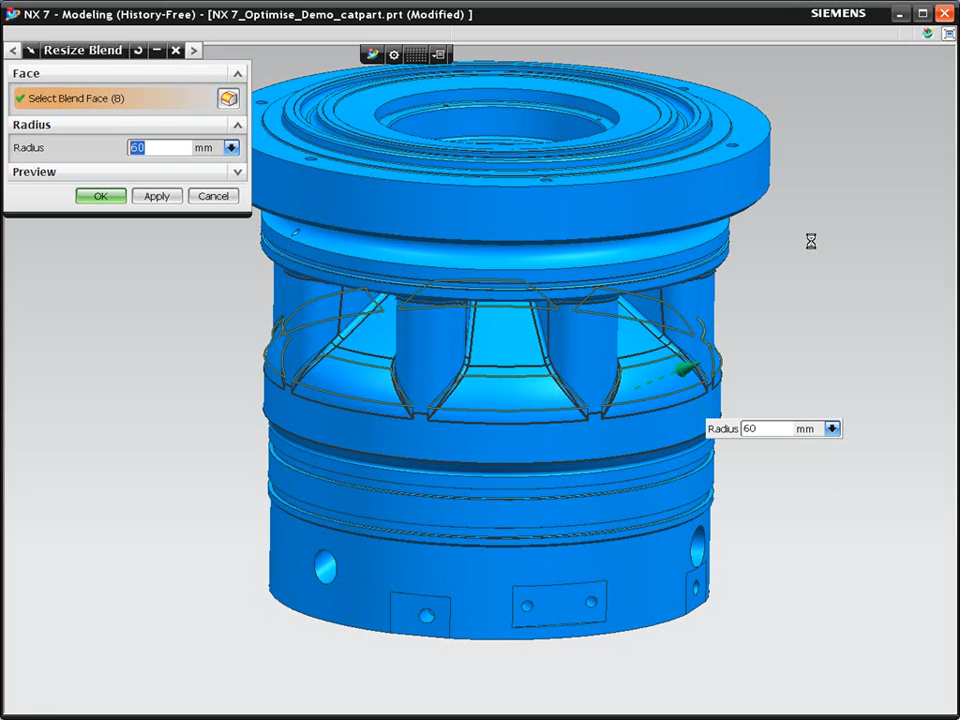 NX 7 - Modeling (History-Free) - [NX 7_Optimise_Demo_catpart.prt (Modified) ]
SIEMENS
Resize Blend
Face
Select Blend Face (8)
Radius
Radius 60 mm
Preview
OK Apply Cancel
Radius 60 mm